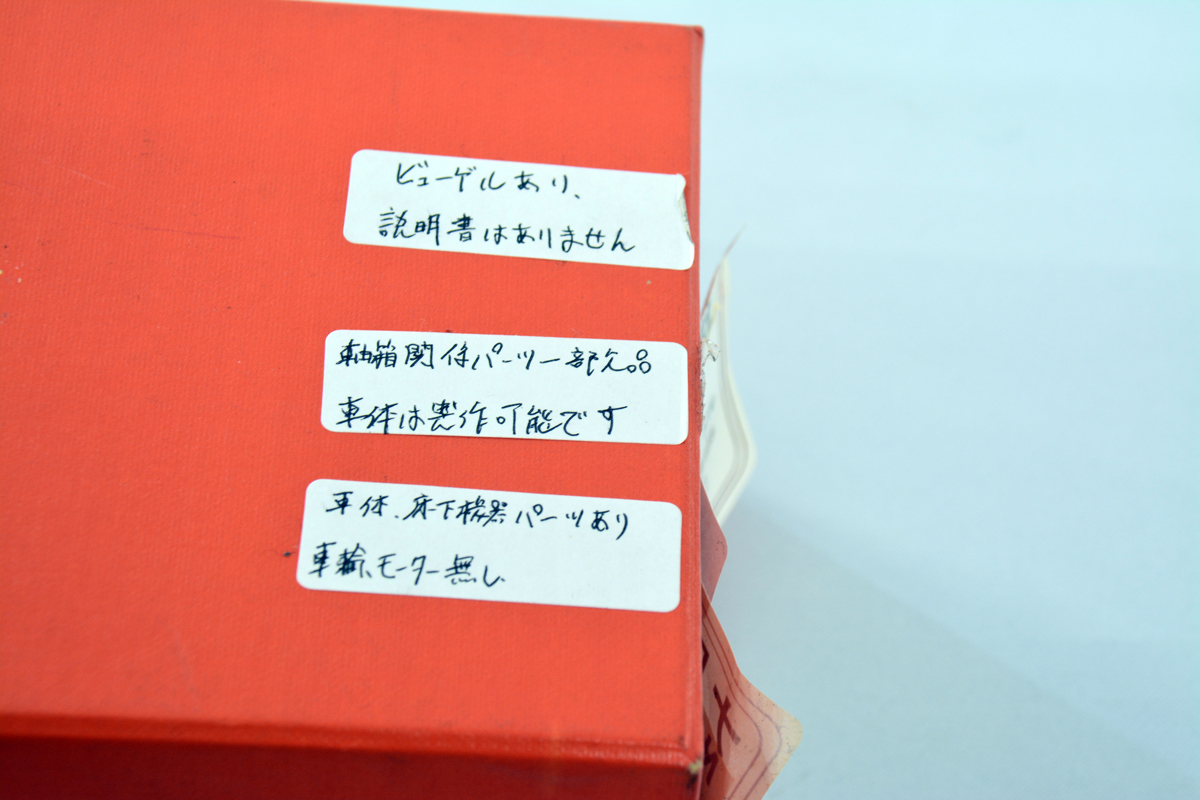 ビューゲルあり、
説明書はありません
軸箱関係パーツ一部欠品
車体は製作可能です
車体、床下機器パーツあり
車輪、モーター無し